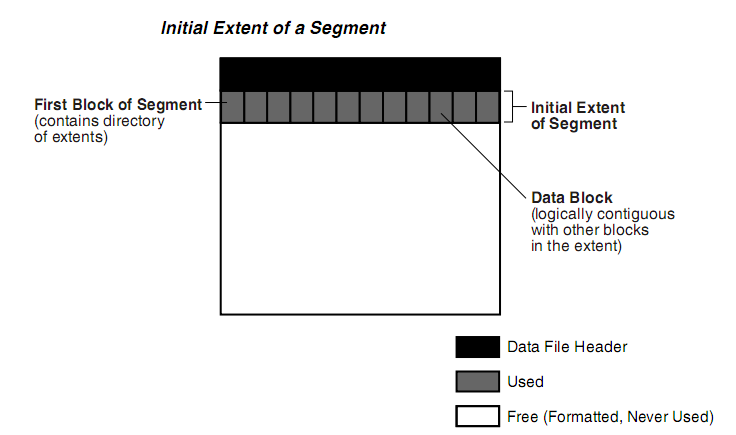 Initial Extent of a Segment
First Block of Segment
(contains directory
of extents)
Initial Extent
of Segment
Data Block
(logically contiguous
with other blocks
in the extent)
Data File Header
Used
Free (Formatted, Never Used)